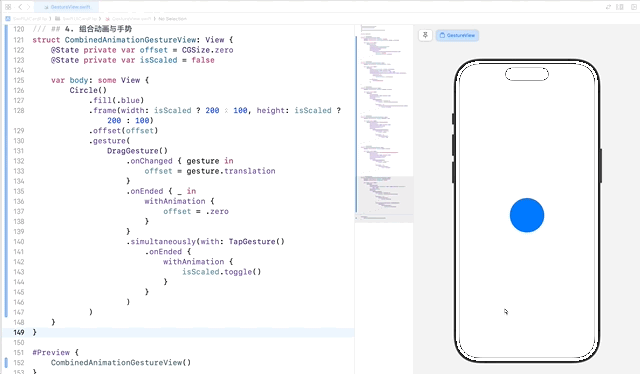 GestureView.swift
GestureView
120 /// ## 4. 组合动画与手势
121 struct CombinedAnimationGestureView: View {
122 @State private var offset = CGSize.zero
123 @State private var isScaled = false
124
125 var body: some View {
126 Circle()
127 .fill(.blue)
128 .frame(width: isScaled ? 200 : 100, height: isScaled ?
200 : 100)
129 .offset(offset)
130 .gesture(
131 DragGesture()
132 .onChanged { gesture in
133 offset = gesture.translation
134 }
135 .onEnded { _ in
136 withAnimation {
137 offset = .zero
138 }
139 }
140 .simultaneously(with: TapGesture()
141 .onEnded {
142 withAnimation {
143 isScaled.toggle()
144 }
145 }
146 )
147 )
148 }
149 }
150
151 #Preview {
152 CombinedAnimationGestureView()
153 }